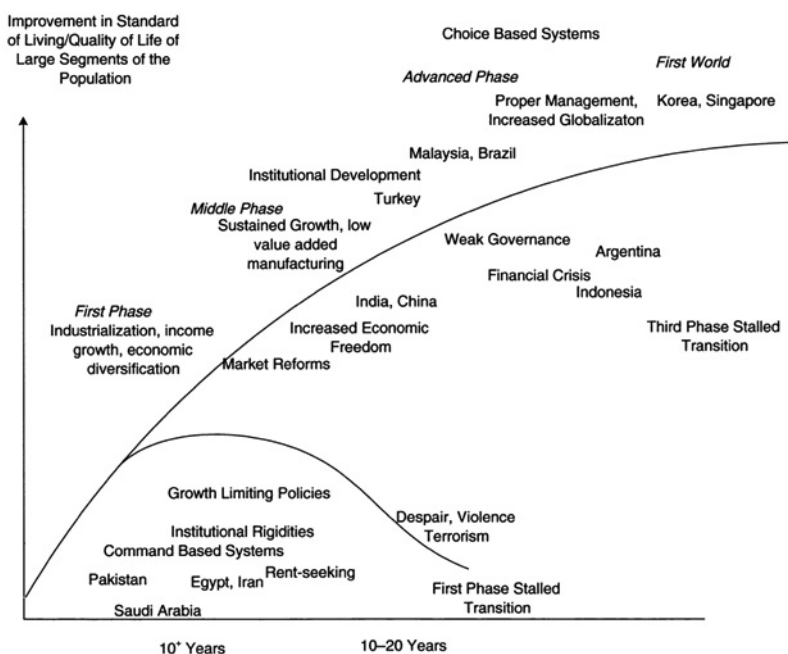 Improvement in Standard
of Living/Quality of Life of
Large Segments of the
Population
Choice Based Systems
First World
Advanced Phase
Proper Management,
Increased Globalizaton
Korea, Singapore
Malaysia, Brazil
Institutional Development
Turkey
Middle Phase
Sustained Growth, low
value added
manufacturing
Weak Governance
Argentina
Financial Crisis
Indonesia
India, China
First Phase
Industrialization, income
growth, economic
diversification
Increased Economic
Freedom
Third Phase Stalled
Transition
Market Reforms
Growth Limiting Policies
Despair, Violence
Terrorism
Institutional Rigidities
Command Based Systems
Rent-seeking
Pakistan
Egypt, Iran
First Phase Stalled
Transition
Saudi Arabia
10⁺ Years
10–20 Years